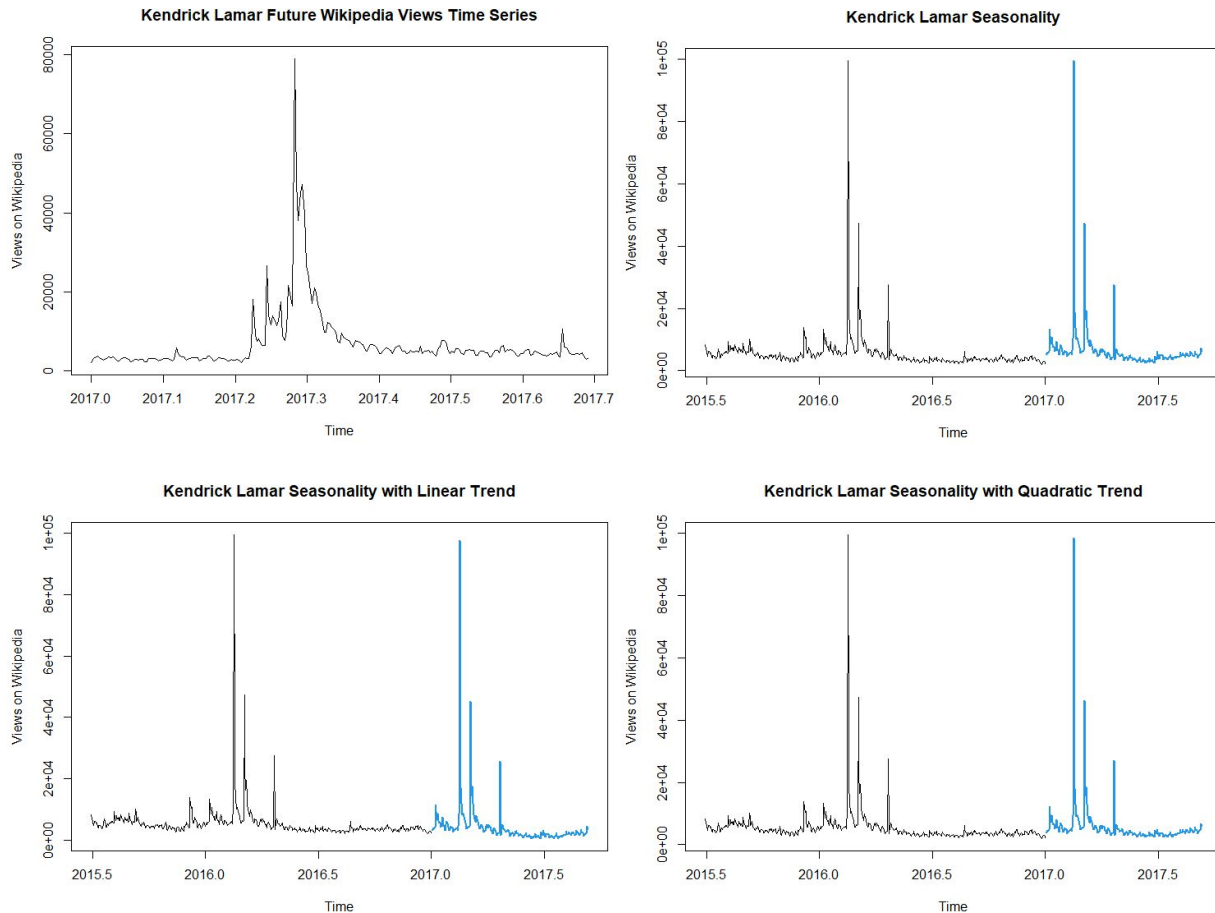 Kendrick Lamar Future Wikipedia Views Time Series
Views on Wikipedia
80000
60000
40000
20000
0
2017.0 2017.1 2017.2 2017.3 2017.4 2017.5 2017.6 2017.7
Time
Kendrick Lamar Seasonality
Views on Wikipedia
1e+05
8e+04
6e+04
4e+04
2e+04
0e+00
2015.5 2016.0 2016.5 2017.0 2017.5
Time
Kendrick Lamar Seasonality with Linear Trend
Views on Wikipedia
1e+05
8e+04
6e+04
4e+04
2e+04
0e+00
2015.5 2016.0 2016.5 2017.0 2017.5
Time
Kendrick Lamar Seasonality with Quadratic Trend
Views on Wikipedia
1e+05
8e+04
6e+04
4e+04
2e+04
0e+00
2015.5 2016.0 2016.5 2017.0 2017.5
Time